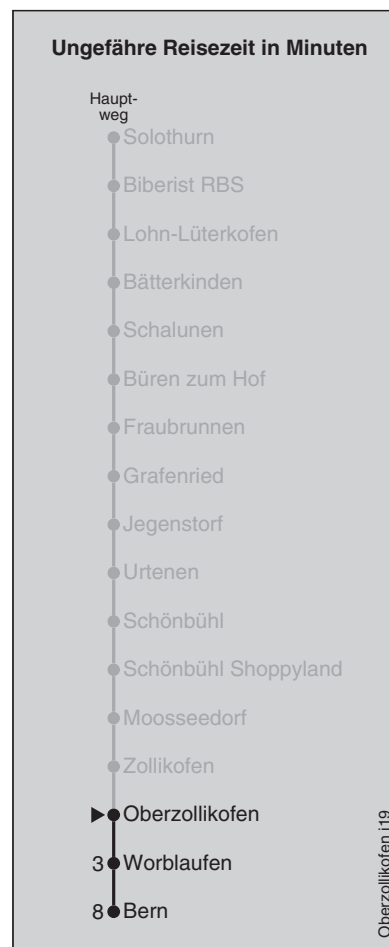 Ungefähre Reisezeit in Minuten
Haupt-
weg
Solothurn
Biberist RBS
Lohn-Lüterkofen
Bätterkinden
Schalunen
Büren zum Hof
Fraubrunnen
Grafenried
Jegenstorf
Urtenen
Schönbühl
Schönbühl Shoppyland
Moosseedorf
Zollikofen
Oberzollikofen
3 Worblaufen
8 Bern
Oberzollikofen j19